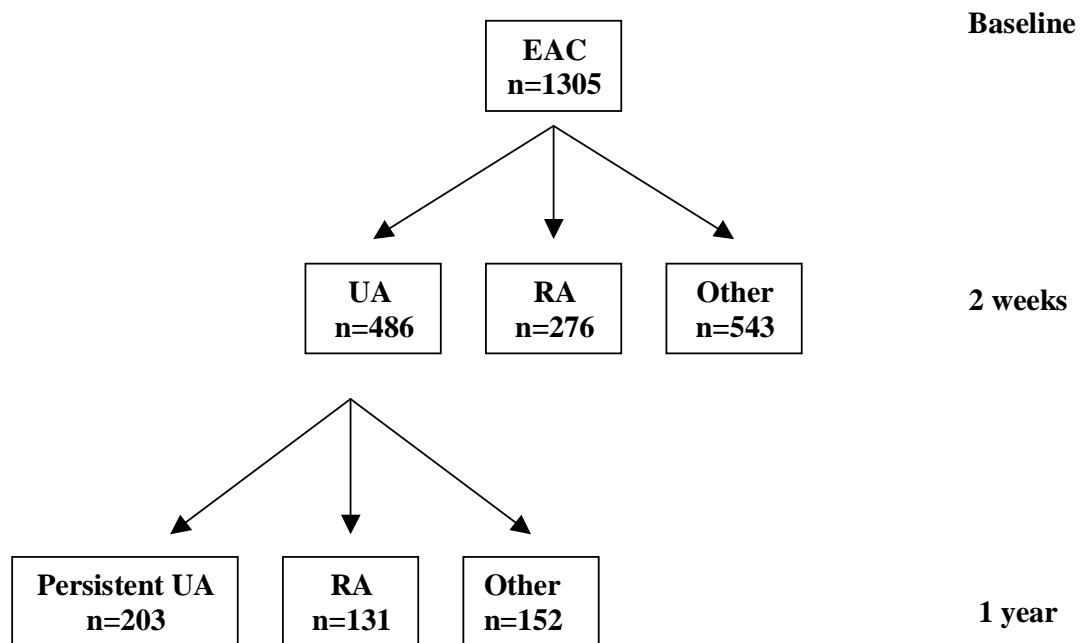 Baseline
EAC
n=1305
UA
n=486
RA
n=276
Other
n=543
2 weeks
Persistent UA
n=203
RA
n=131
Other
n=152
1 year